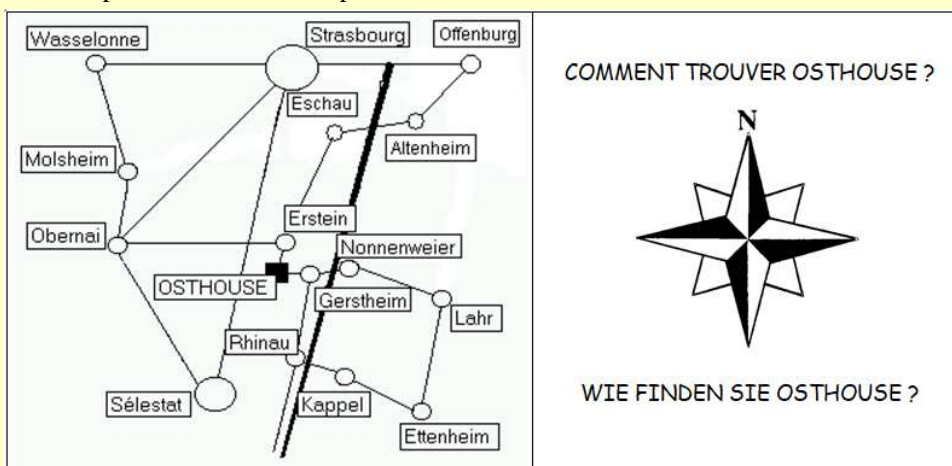 Wasselonne
Strasbourg
Offenburg
Eschau
Altenheim
Molsheim
Obernai
Erstein
Nonnenweier
OSTHOUSE
Gerstheim
Lahr
Rhinau
Sélestat
Kappel
Ettenheim
COMMENT TROUVER OSTHOUSE ?
N
WIE FINDEN SIE OSTHOUSE ?